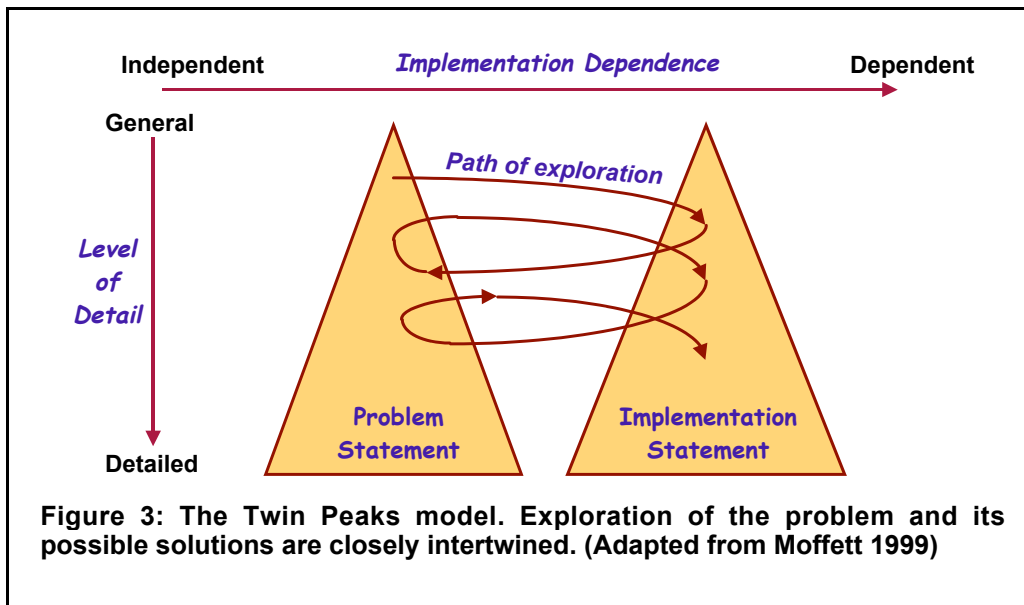 Independent
Implementation Dependence
Dependent
General
Path of exploration
Level
of
Detail
Problem
Statement
Implementation
Statement
Detailed
Figure 3: The Twin Peaks model. Exploration of the problem and its
possible solutions are closely intertwined. (Adapted from Moffett 1999)